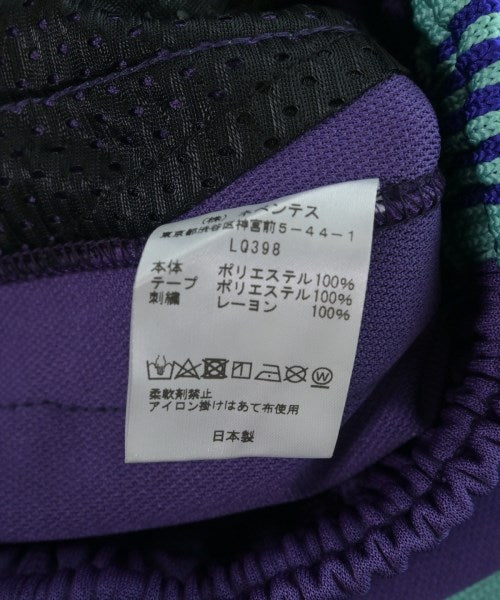 (株) ネペンテス
東京都渋谷区神宮前5-44-1
LQ398
本体 ポリエステル100%
テープ ポリエステル100%
刺繍 レーヨン 100%
柔軟剤禁止
アイロン掛けはあて布使用
日本製